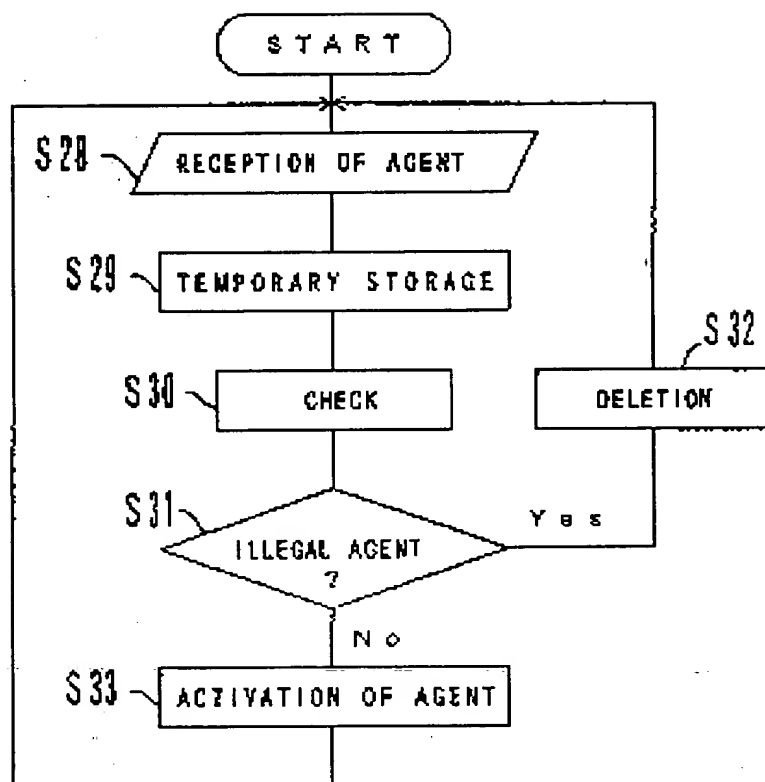 START
S28
RECEPTION OF AGENT
S29
TEMPORARY STORAGE
S30
CHECK
S32
DELETION
S31
ILLEGAL AGENT
?
Yes
No
S33
ACTIVATION OF AGENT